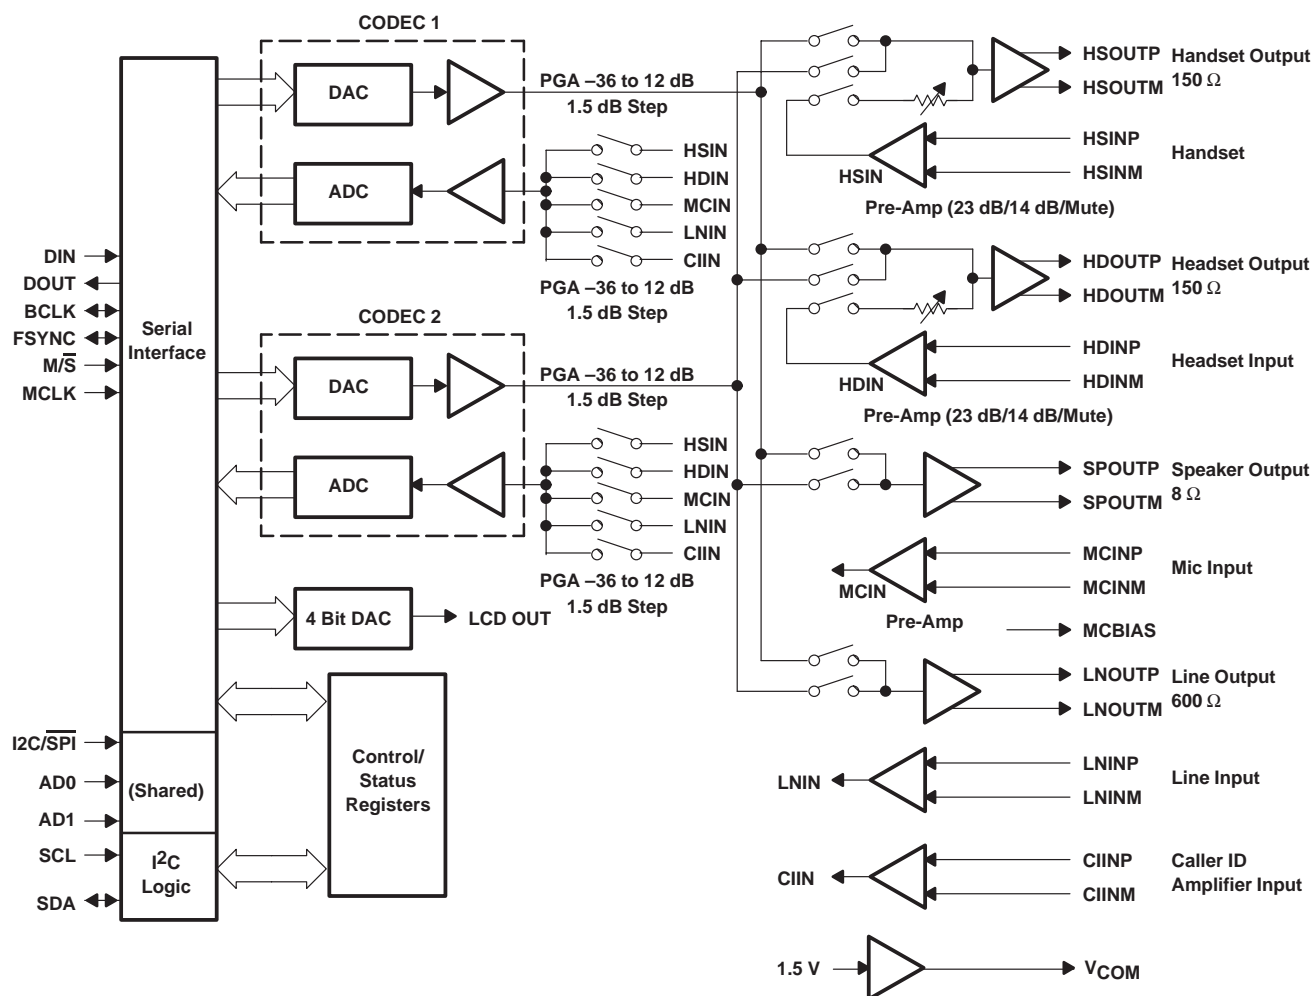 CODEC 1
DAC
PGA –36 to 12 dB
1.5 dB Step
ADC
HSIN
HDIN
MCIN
LNIN
CIIN
PGA –36 to 12 dB
1.5 dB Step
CODEC 2
DAC
PGA –36 to 12 dB
1.5 dB Step
ADC
HSIN
HDIN
MCIN
LNIN
CIIN
PGA –36 to 12 dB
1.5 dB Step
4 Bit DAC
LCD OUT
DIN
DOUT
BCLK
FSYNC
M/S̅
MCLK
Serial
Interface
I2C/S̅P̅I̅
AD0
AD1
(Shared)
SCL
SDA
I²C
Logic
Control/
Status
Registers
HSOUTP
HSOUTM
Handset Output
150 Ω
HSINP
HSINM
Handset
HSIN
Pre-Amp (23 dB/14 dB/Mute)
HDOUTP
HDOUTM
Headset Output
150 Ω
HDINP
HDINM
Headset Input
HDIN
Pre-Amp (23 dB/14 dB/Mute)
SPOUTP
SPOUTM
Speaker Output
8 Ω
MCINP
MCINM
Mic Input
MCIN
Pre-Amp
MCBIAS
LNOUTP
LNOUTM
Line Output
600 Ω
LNIN
LNINP
LNINM
Line Input
CIIN
CIINP
CIINM
Caller ID
Amplifier Input
1.5 V
VCOM